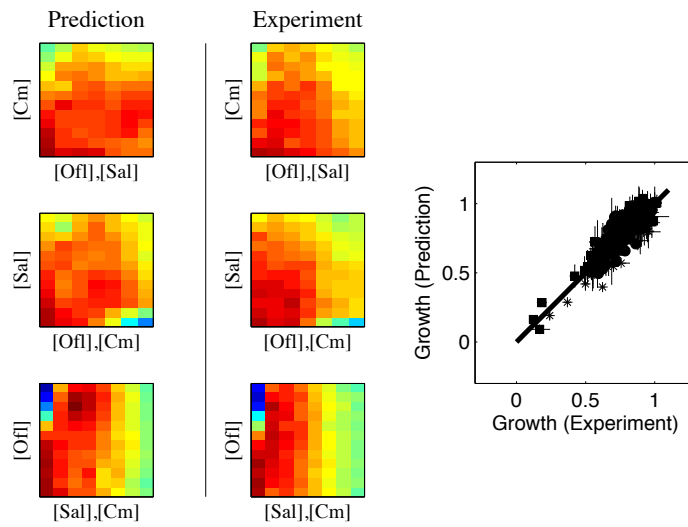 Prediction
Experiment
[Cm]
[Ofl],[Sal]
[Cm]
[Ofl],[Sal]
[Sal]
[Ofl],[Cm]
[Sal]
[Ofl],[Cm]
[Ofl]
[Sal],[Cm]
[Ofl]
[Sal],[Cm]
Growth (Prediction)
1
0.5
0
0 0.5 1
Growth (Experiment)